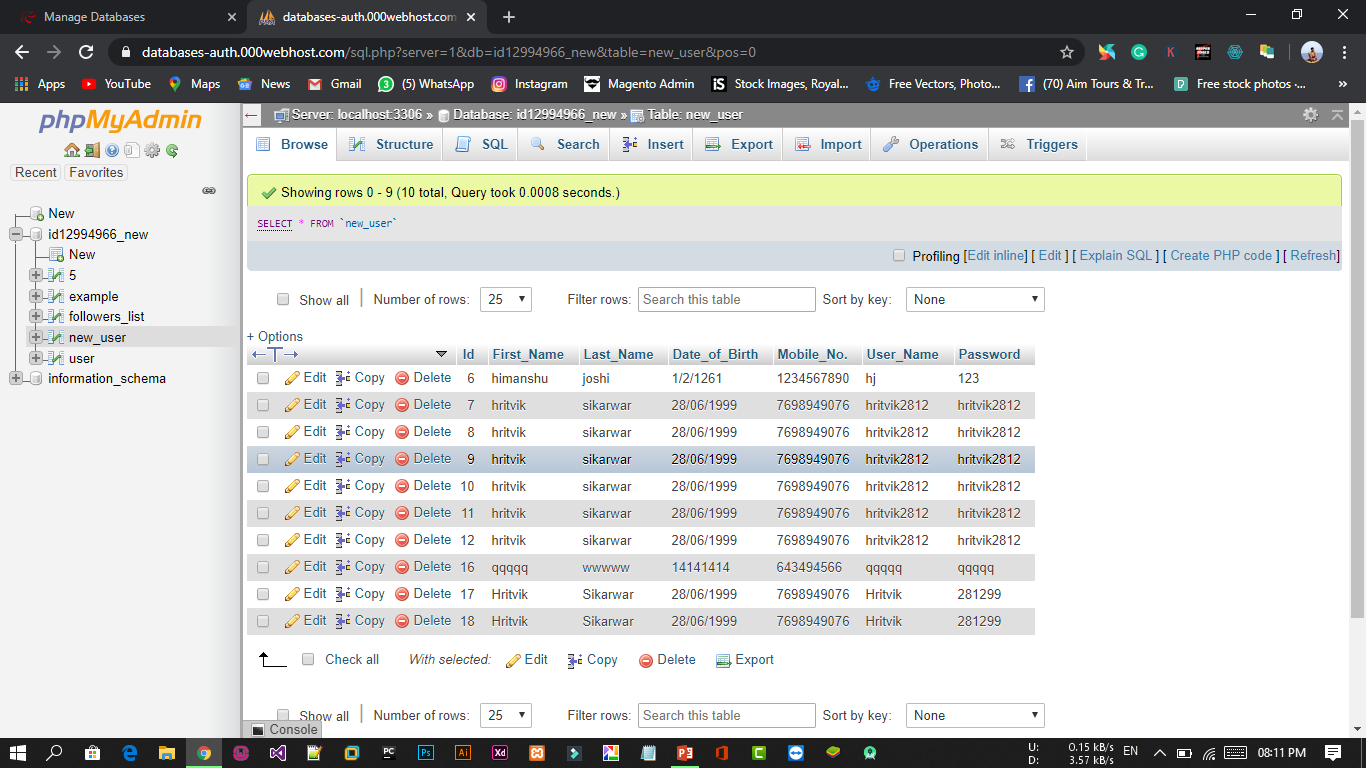 Manage Databases
databases-auth.000webhost.com
databases-auth.000webhost.com/sql.php?server=1&db=id12994966_new&table=new_user&pos=0
Apps YouTube Maps News Gmail (5) WhatsApp Instagram Magento Admin Stock Images, Royal... Free Vectors, Photo... (70) Aim Tours & Tr... Free stock photos ·... »
phpMyAdmin
Recent Favorites
New
id12994966_new
New
5
example
followers_list
new_user
user
information_schema
Server: localhost:3306 » Database: id12994966_new » Table: new_user
Browse Structure SQL Search Insert Export Import Operations Triggers
Showing rows 0 - 9 (10 total, Query took 0.0008 seconds.)
SELECT * FROM `new_user`
Profiling [Edit inline] [ Edit ] [ Explain SQL ] [ Create PHP code ] [ Refresh]
Show all Number of rows: 25 Filter rows: Search this table Sort by key: None
+ Options
Id First_Name Last_Name Date_of_Birth Mobile_No. User_Name Password
Edit Copy Delete 6 himanshu joshi 1/2/1261 1234567890 hj 123
Edit Copy Delete 7 hritvik sikarwar 28/06/1999 7698949076 hritvik2812 hritvik2812
Edit Copy Delete 8 hritvik sikarwar 28/06/1999 7698949076 hritvik2812 hritvik2812
Edit Copy Delete 9 hritvik sikarwar 28/06/1999 7698949076 hritvik2812 hritvik2812
Edit Copy Delete 10 hritvik sikarwar 28/06/1999 7698949076 hritvik2812 hritvik2812
Edit Copy Delete 11 hritvik sikarwar 28/06/1999 7698949076 hritvik2812 hritvik2812
Edit Copy Delete 12 hritvik sikarwar 28/06/1999 7698949076 hritvik2812 hritvik2812
Edit Copy Delete 16 qqqqq wwwww 14141414 643494566 qqqqq qqqqq
Edit Copy Delete 17 Hritvik Sikarwar 28/06/1999 7698949076 Hritvik 281299
Edit Copy Delete 18 Hritvik Sikarwar 28/06/1999 7698949076 Hritvik 281299
Check all With selected: Edit Copy Delete Export
Show all Number of rows: 25 Filter rows: Search this table Sort by key: None
Console
U: 0.15 kB/s
D: 3.57 kB/s
EN 08:11 PM